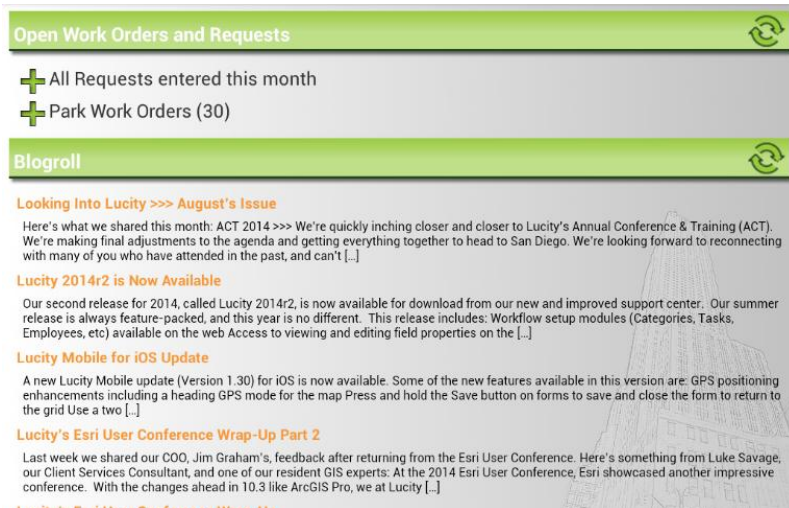 Open Work Orders and Requests
All Requests entered this month
Park Work Orders (30)
Blogroll
Looking Into Lucity >>> August's Issue
Here's what we shared this month: ACT 2014 >>> We're quickly inching closer and closer to Lucity's Annual Conference & Training (ACT).
We're making final adjustments to the agenda and getting everything together to head to San Diego. We're looking forward to reconnecting
with many of you who have attended in the past, and can't [...]
Lucity 2014r2 is Now Available
Our second release for 2014, called Lucity 2014r2, is now available for download from our new and improved support center.  Our summer
release is always feature-packed, and this year is no different.  This release includes: Workflow setup modules (Categories, Tasks,
Employees, etc) available on the web Access to viewing and editing field properties on the [...]
Lucity Mobile for iOS Update
A new Lucity Mobile update (Version 1.30) for iOS is now available. Some of the new features available in this version are: GPS positioning
enhancements including a heading GPS mode for the map Press and hold the Save button on forms to save and close the form to return to
the grid Use a two [...]
Lucity's Esri User Conference Wrap-Up Part 2
Last week we shared our COO, Jim Graham's, feedback after returning from the Esri User Conference. Here's something from Luke Savage,
our Client Services Consultant, and one of our resident GIS experts: At the 2014 Esri User Conference, Esri showcased another impressive
conference.  With the changes ahead in 10.3 like ArcGIS Pro, we at Lucity [...]